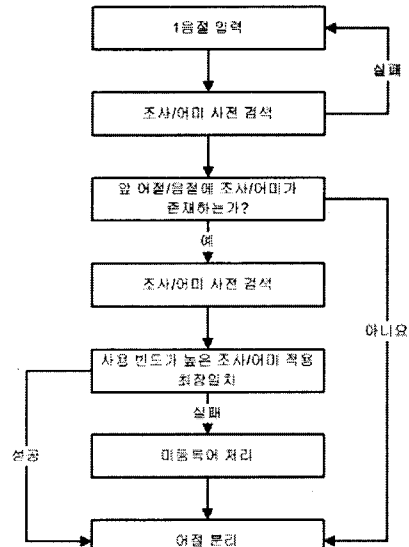 1음절 입력
실패
조사/어미 사전 검색
앞 어절/음절에 조사/어미가
존재하는가?
예
조사/어미 사전 검색
아니요
사용 빈도가 높은 조사/어미 적용
최장일치
실패
성공
미등록어 처리
어절 분리